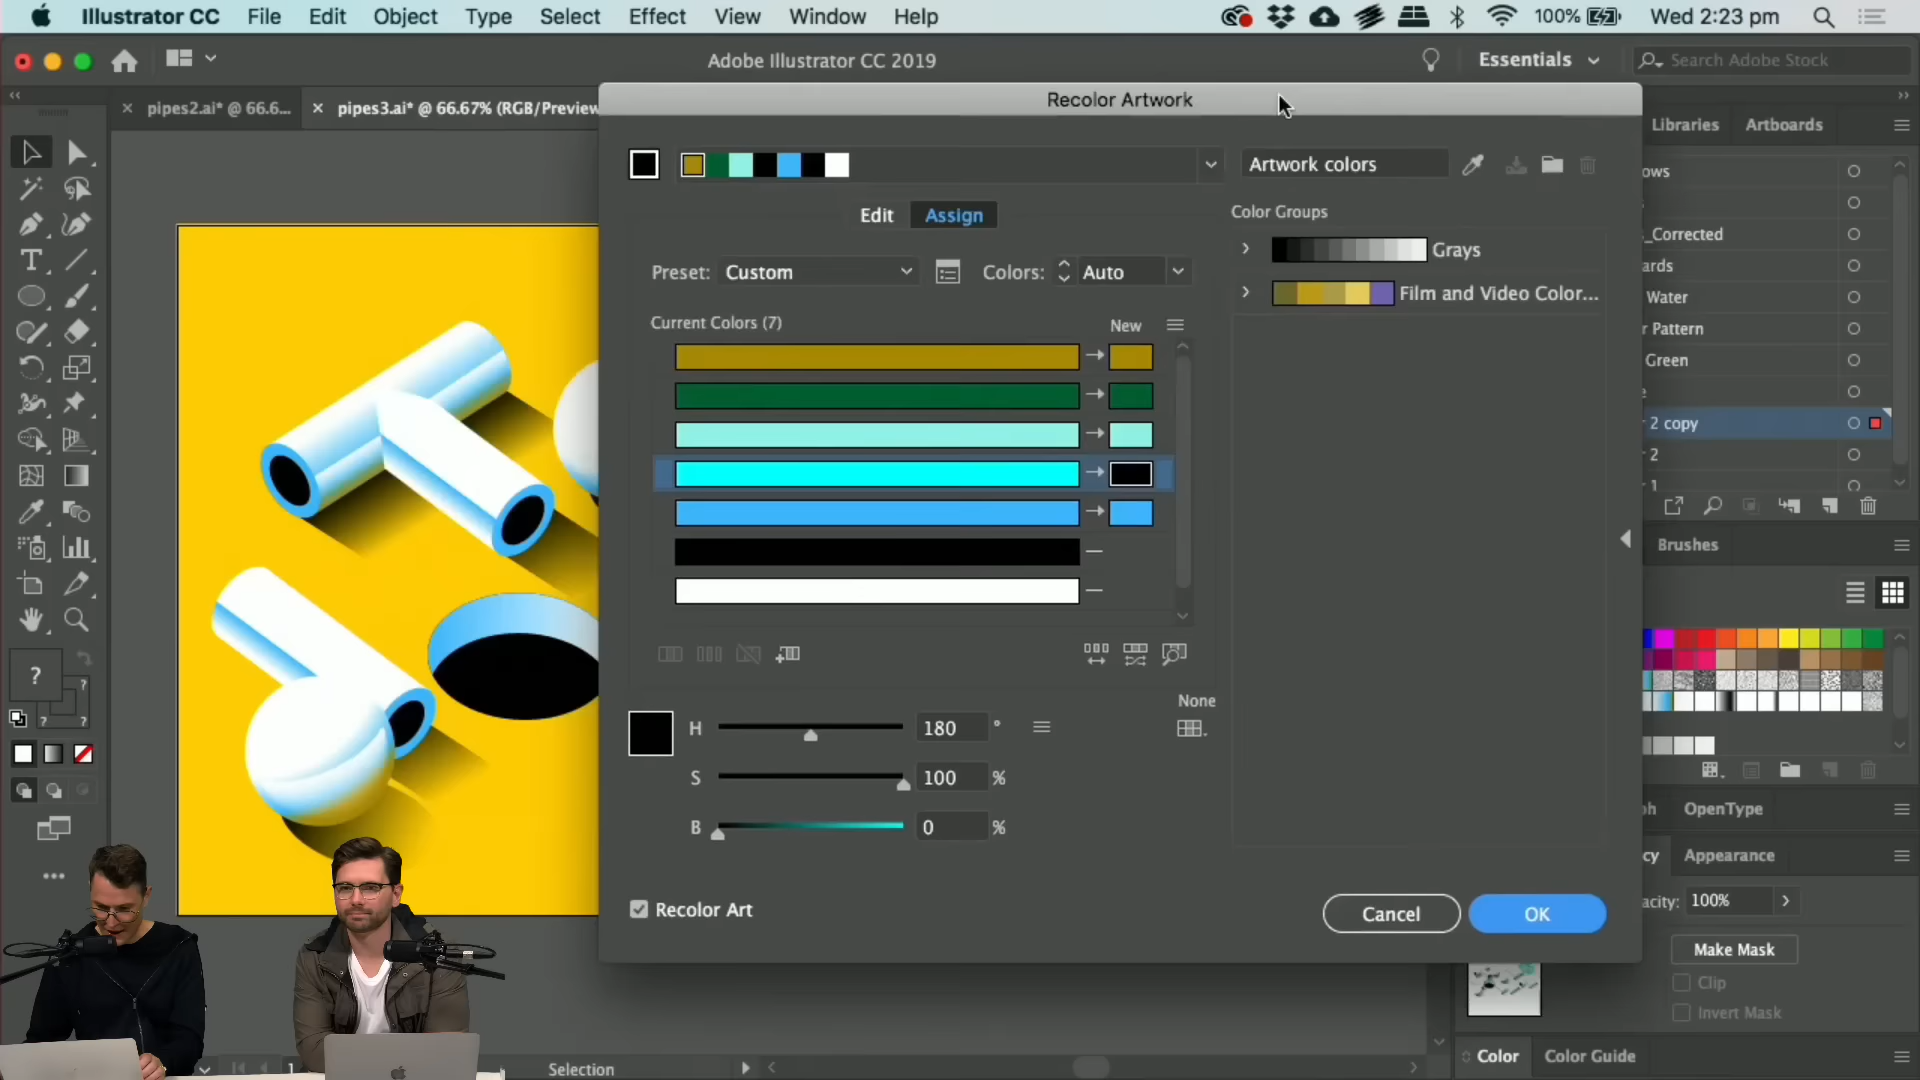 Illustrator CC File Edit Object Type Select Effect View Window Help 100% Wed 2:23 pm
Adobe Illustrator CC 2019 Essentials Search Adobe Stock
pipes2.ai* @ 66.6... pipes3.ai* @ 66.67% (RGB/Preview
Recolor Artwork
Libraries Artboards
Artwork colors
ows
Color Groups
Edit Assign
_Corrected
Grays
Preset: Custom Colors: Auto
ards
Film and Video Color...
Water
Current Colors (7) New
r Pattern
r Green
e
r 2 copy
r 2
r 1
Brushes
None
H 180 °
S 100 %
B 0 %
ph OpenType
cy Appearance
acity: 100%
Recolor Art Cancel OK
Make Mask
Clip
Invert Mask
1 Selection
Color Color Guide
T
?
?
?
?